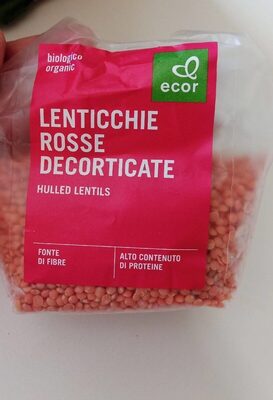 biologico
organic
ecor
LENTICCHIE
ROSSE
DECORTICATE
HULLED LENTILS
FONTE
DI FIBRE
ALTO CONTENUTO
DI PROTEINE